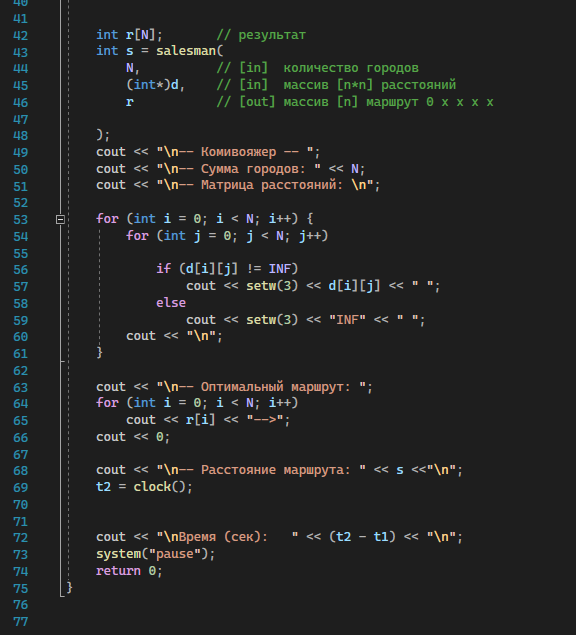 40
41
42 int r[N]; // результат
43 int s = salesman(
44 N, // [in] количество городов
45 (int*)d, // [in] массив [n*n] расстояний
46 r // [out] массив [n] маршрут 0 x x x x
47
48 );
49 cout << "\n-- Комивояжер -- ";
50 cout << "\n-- Сумма городов: " << N;
51 cout << "\n-- Матрица расстояний: \n";
52
53 for (int i = 0; i < N; i++) {
54 for (int j = 0; j < N; j++)
55
56 if (d[i][j] != INF)
57 cout << setw(3) << d[i][j] << " ";
58 else
59 cout << setw(3) << "INF" << " ";
60 cout << "\n";
61 }
62
63 cout << "\n-- Оптимальный маршрут: ";
64 for (int i = 0; i < N; i++)
65 cout << r[i] << "-->";
66 cout << 0;
67
68 cout << "\n-- Расстояние маршрута: " << s <<"\n";
69 t2 = clock();
70
71
72 cout << "\nВремя (сек):   " << (t2 - t1) << "\n";
73 system("pause");
74 return 0;
75 }
76
77